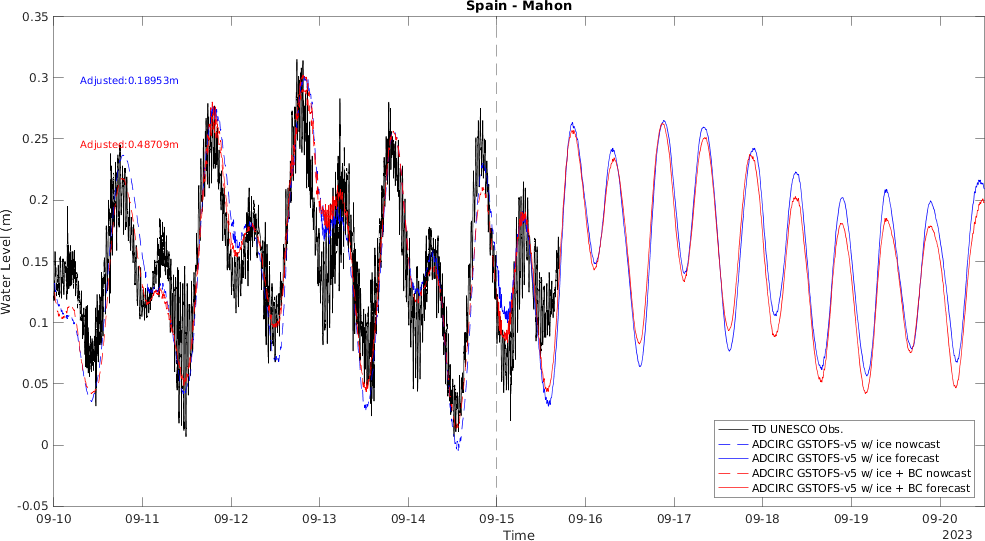 Spain - Mahon
0.35
0.3
0.25
0.2
0.15
0.1
0.05
0
-0.05
Water Level (m)
Adjusted:0.18953m
Adjusted:0.48709m
TD UNESCO Obs.
ADCIRC GSTOFS-v5 w/ ice nowcast
ADCIRC GSTOFS-v5 w/ ice forecast
ADCIRC GSTOFS-v5 w/ ice + BC nowcast
ADCIRC GSTOFS-v5 w/ ice + BC forecast
09-10 09-11 09-12 09-13 09-14 09-15 09-16 09-17 09-18 09-19 09-20
Time
2023